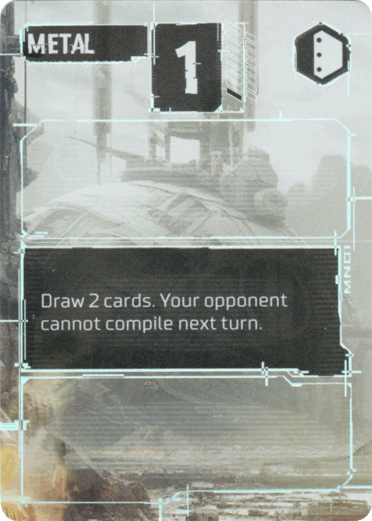 METAL
1
Draw 2 cards. Your opponent
cannot compile next turn.
MN01